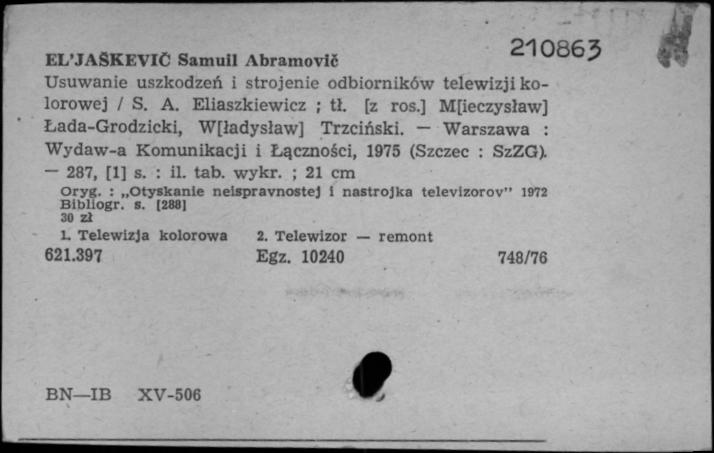 210863
EL'JAŠKEVIČ Samuil Abramovič
Usuwanie uszkodzeń i strojenie odbiorników telewizji ko-
lorowej / S. A. Eliaszkiewicz ; tł. [z ros.] M[ieczysław]
Łada-Grodzicki, W[ładysław] Trzciński. — Warszawa :
Wydaw-a Komunikacji i Łączności, 1975 (Szczec : SzZG).
— 287, [1] s. : il. tab. wykr. ; 21 cm
Oryg. : „Otyskanie neispravnostej i nastrojka televizorov" 1972
Bibliogr. s. [288]
30 zł
1. Telewizja kolorowa 2. Telewizor — remont
621.397 Egz. 10240 748/76
BN—IB XV-506